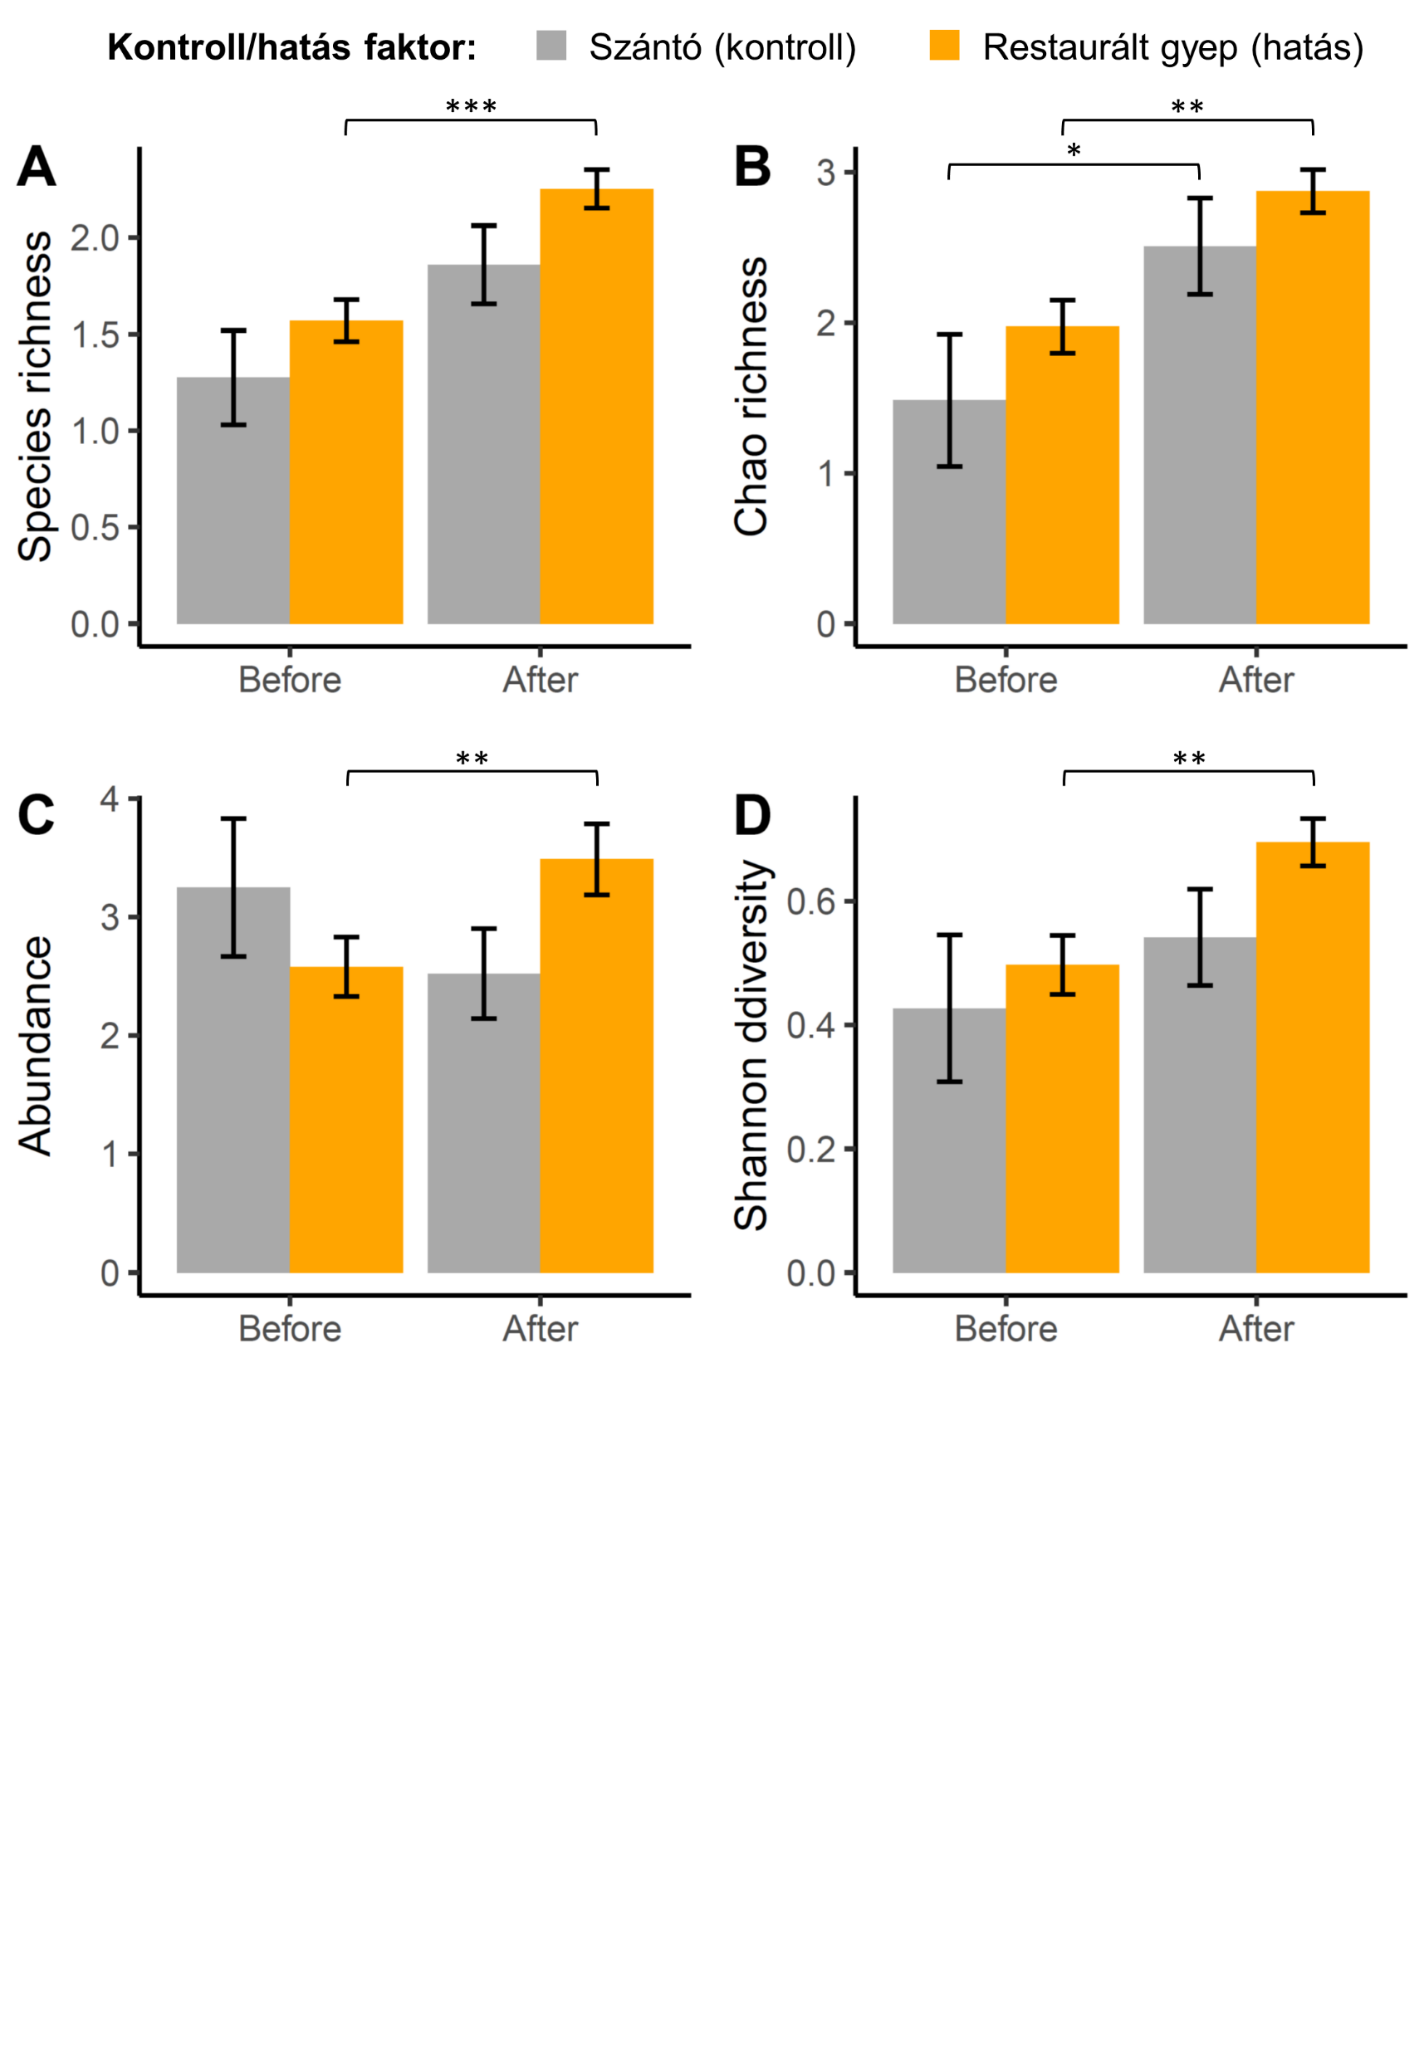 Kontroll/hatás faktor: Szántó (kontroll) Restaurált gyep (hatás)
***
A
Species richness
2.0
1.5
1.0
0.5
0.0
Before After
**
*
B
Chao richness
3
2
1
0
Before After
**
C
Abundance
4
3
2
1
0
Before After
**
D
Shannon ddiversity
0.6
0.4
0.2
0.0
Before After